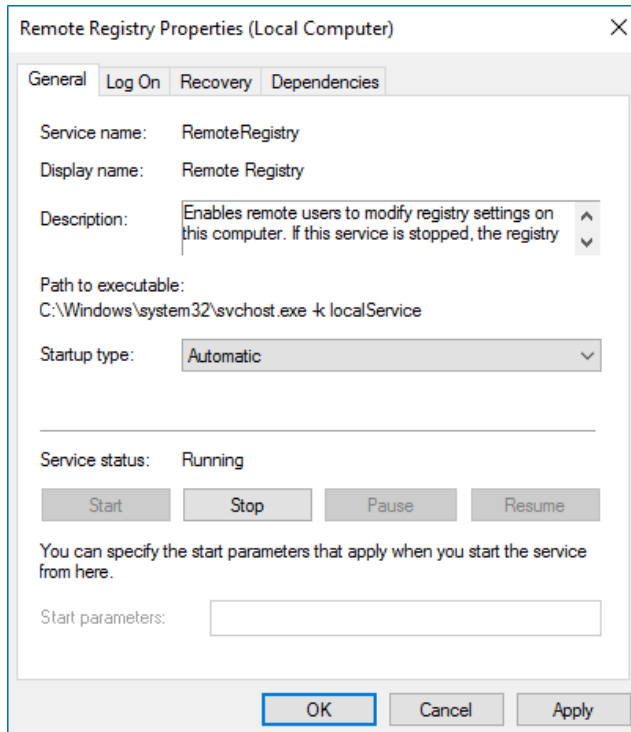 Remote Registry Properties (Local Computer)
General Log On Recovery Dependencies
Service name: RemoteRegistry
Display name: Remote Registry
Description: Enables remote users to modify registry settings on
this computer. If this service is stopped, the registry
Path to executable:
C:\Windows\system32\svchost.exe -k localService
Startup type: Automatic
Service status: Running
Start Stop Pause Resume
You can specify the start parameters that apply when you start the service
from here.
Start parameters:
OK Cancel Apply